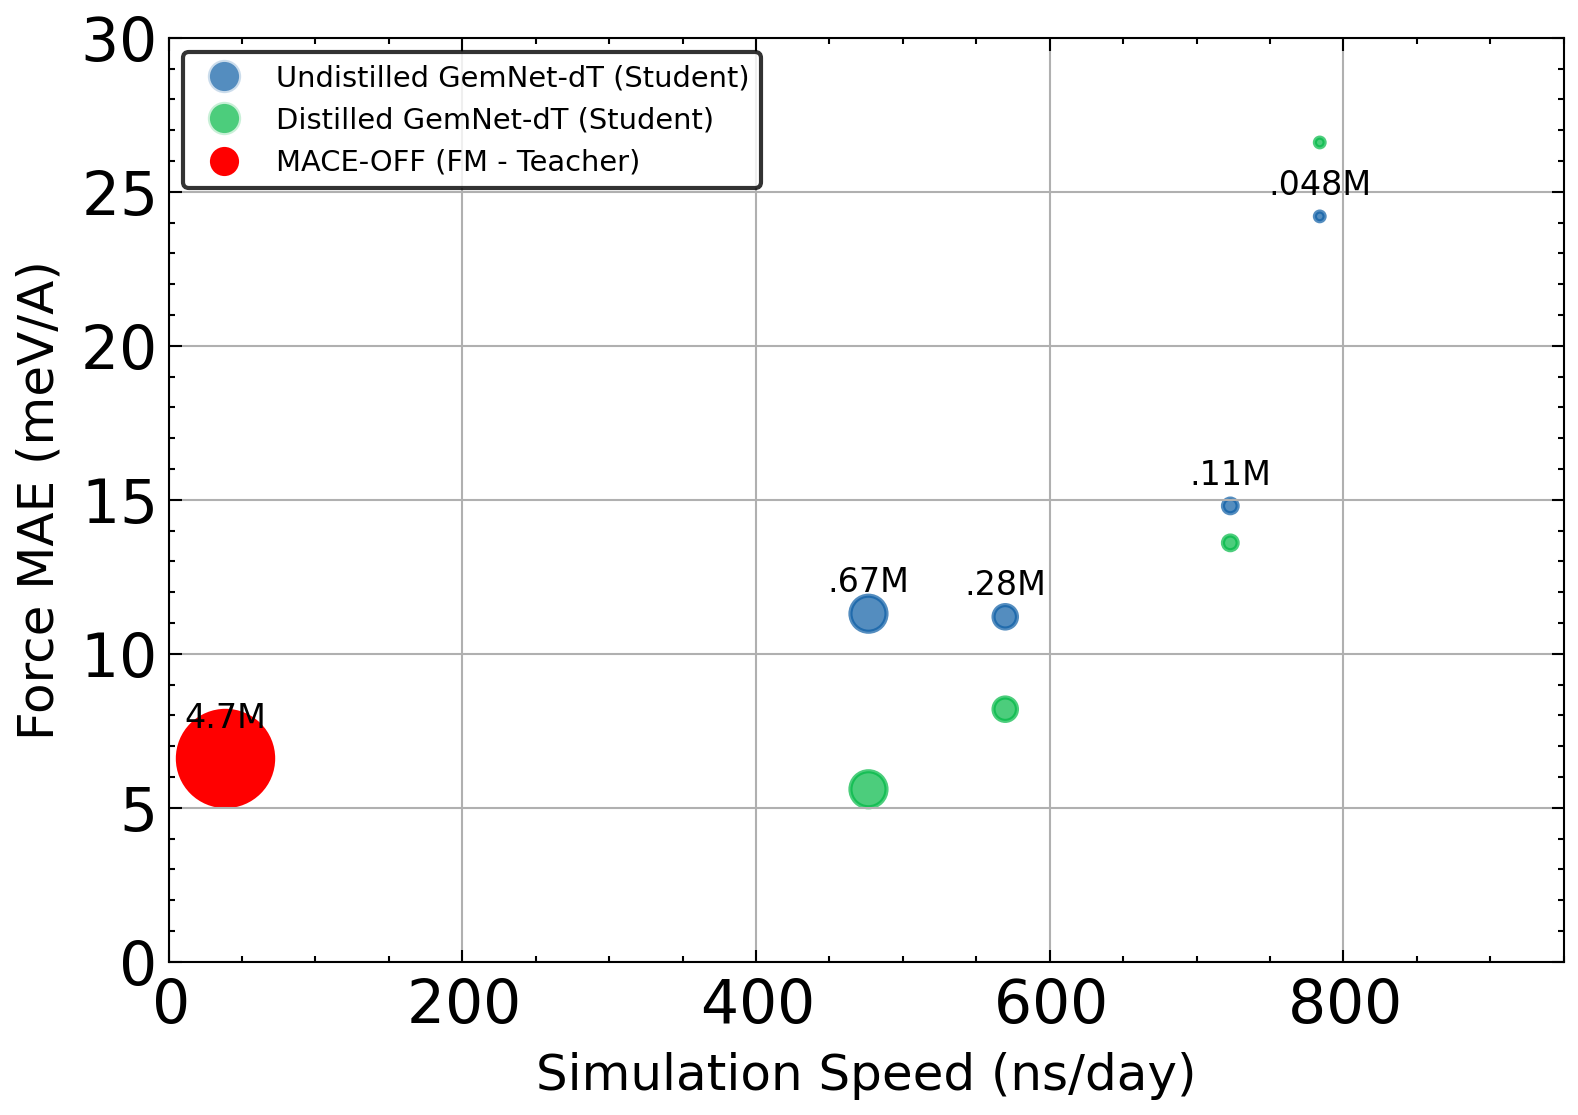 Undistilled GemNet-dT (Student)
Distilled GemNet-dT (Student)
MACE-OFF (FM - Teacher)
30
25
20
15
10
5
0
Force MAE (meV/A)
.048M
.11M
.67M
.28M
4.7M
0
200
400
600
800
Simulation Speed (ns/day)